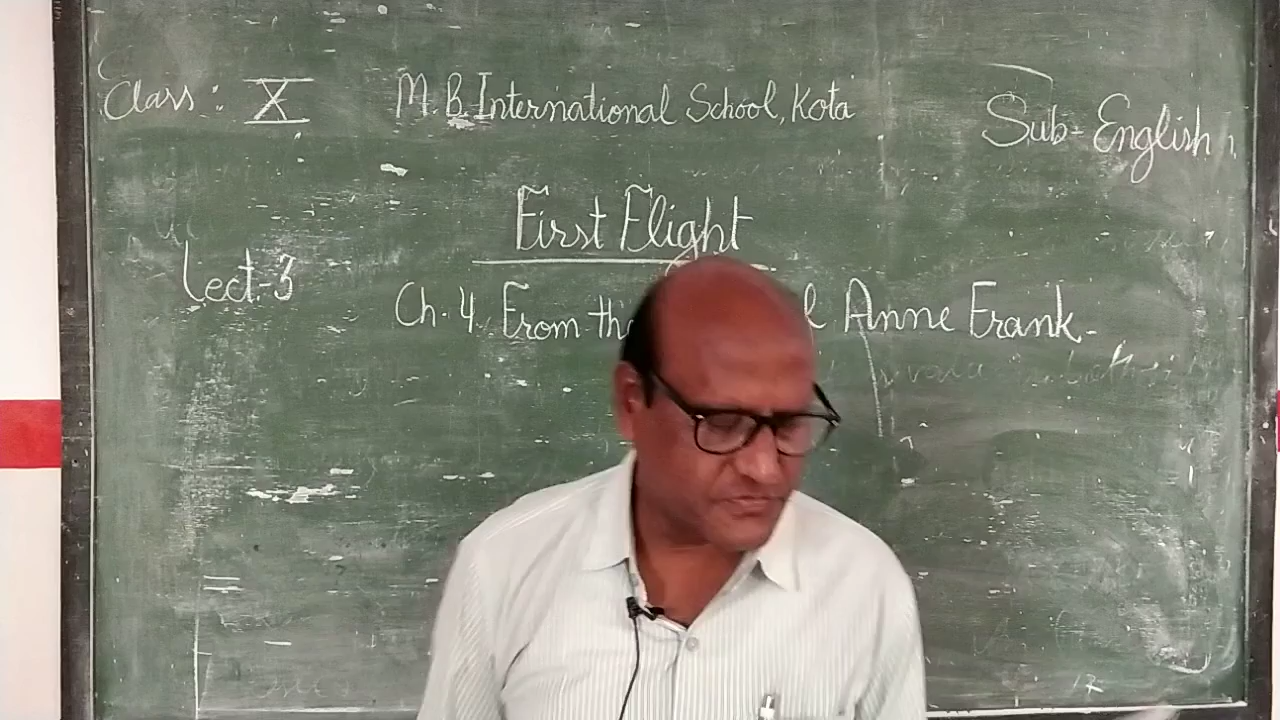 Class: X M.B. International School, Kota Sub-English
First Flight
Lect-3
Ch. 4 From the Anne Frank-